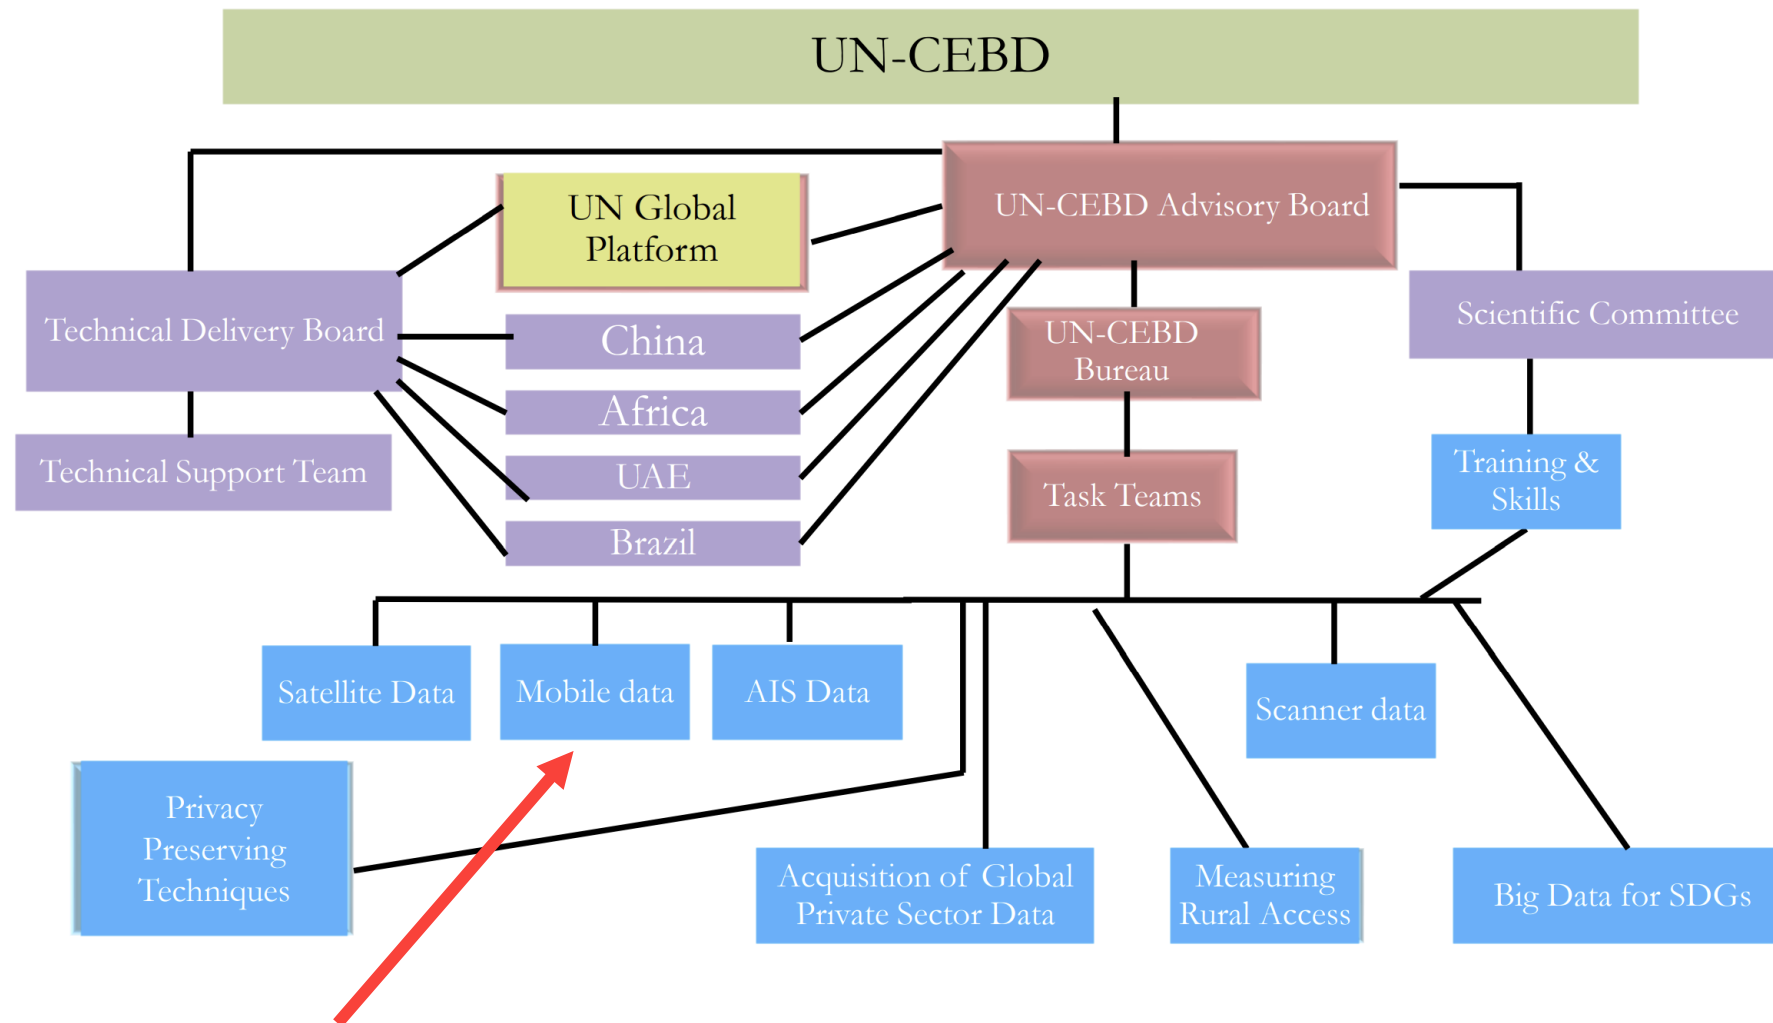 UN-CEBD
UN Global
Platform
UN-CEBD Advisory Board
Technical Delivery Board
China
UN-CEBD
Bureau
Scientific Committee
Africa
Technical Support Team
UAE
Task Teams
Training &
Skills
Brazil
Satellite Data
Mobile data
AIS Data
Scanner data
Privacy
Preserving
Techniques
Acquisition of Global
Private Sector Data
Measuring
Rural Access
Big Data for SDGs